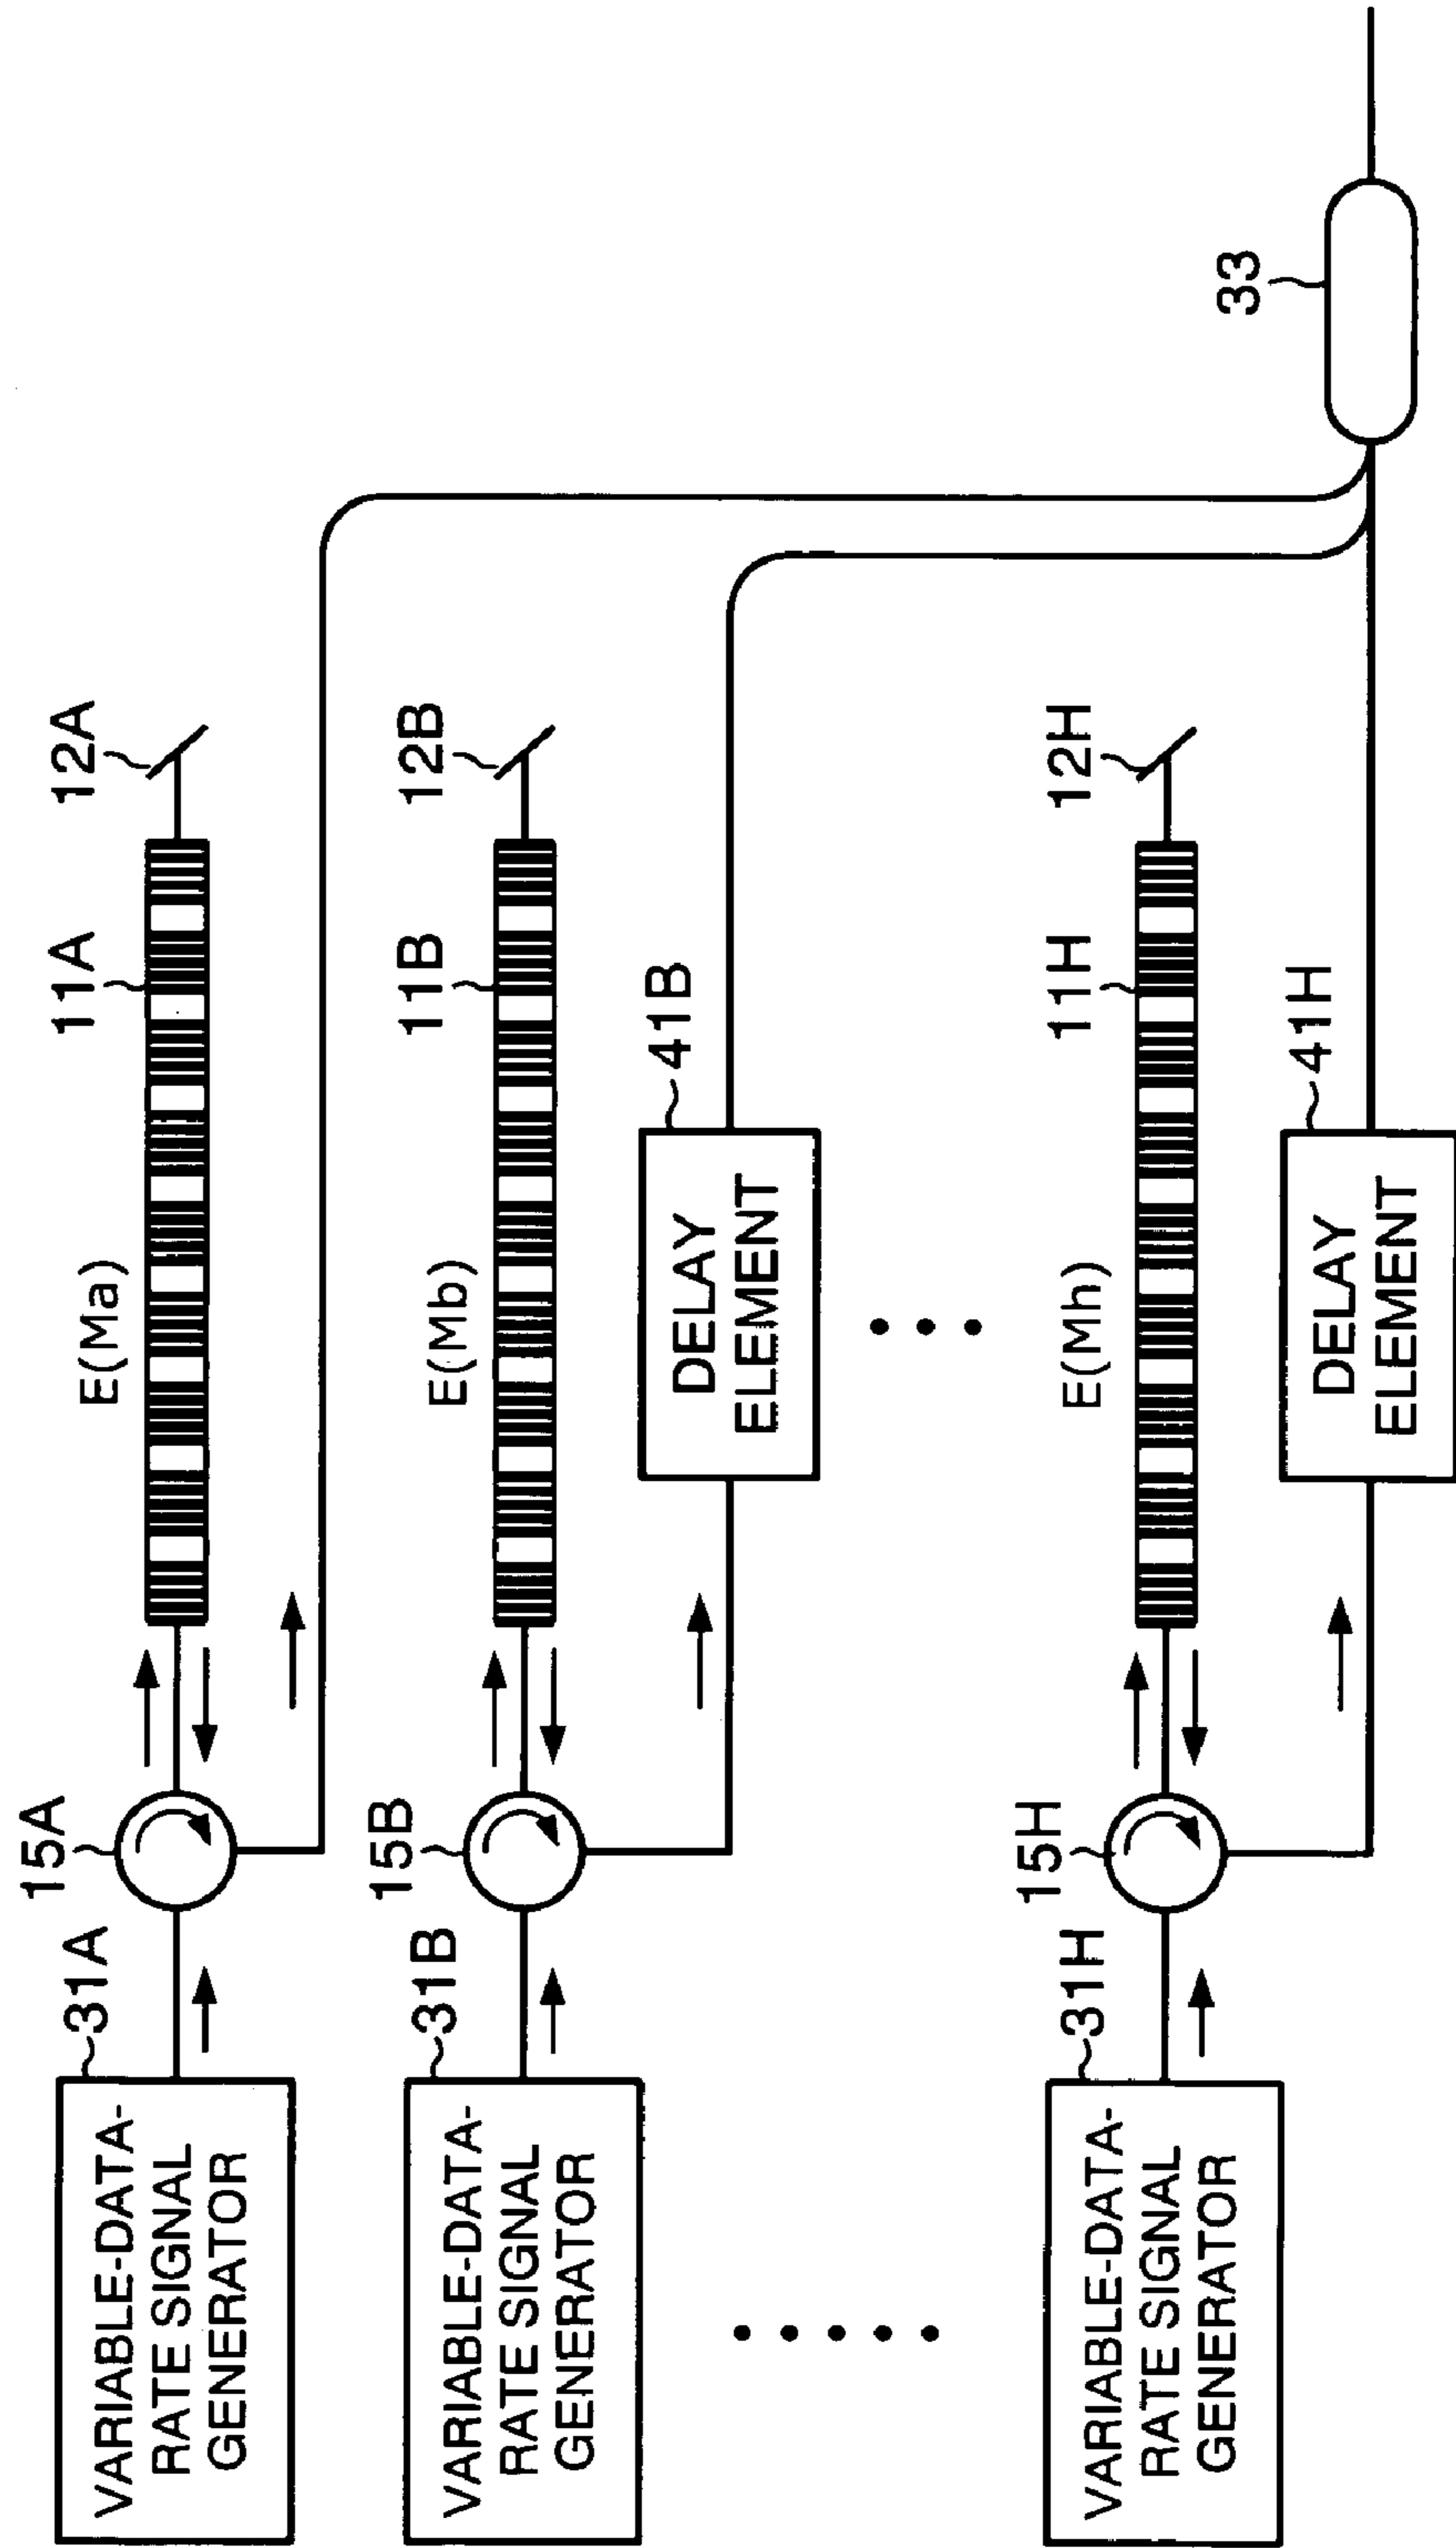 31A
VARIABLE-DATA-
RATE SIGNAL
GENERATOR
15A
E(Ma)
11A
12A
31B
VARIABLE-DATA-
RATE SIGNAL
GENERATOR
15B
E(Mb)
11B
12B
41B
DELAY
ELEMENT
31H
VARIABLE-DATA-
RATE SIGNAL
GENERATOR
15H
E(Mh)
11H
12H
41H
DELAY
ELEMENT
33